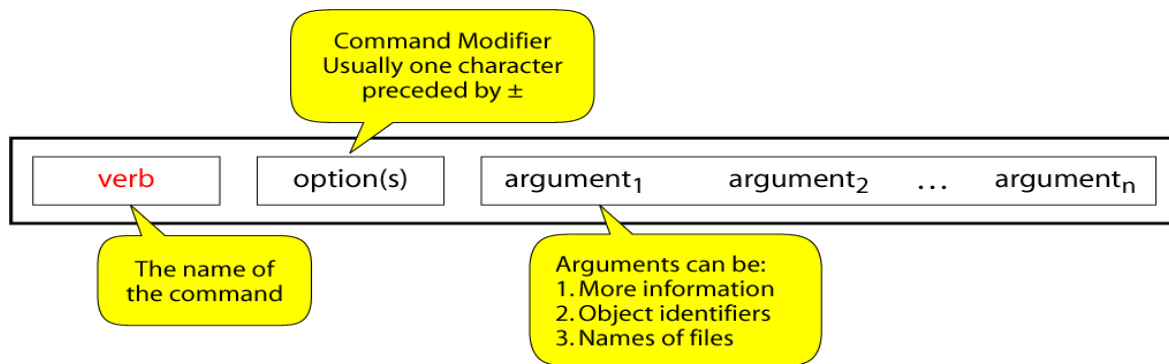 Command Modifier
Usually one character
preceded by ±
verb option(s) argument₁ argument₂ ... argumentₙ
The name of
the command
Arguments can be:
1. More information
2. Object identifiers
3. Names of files